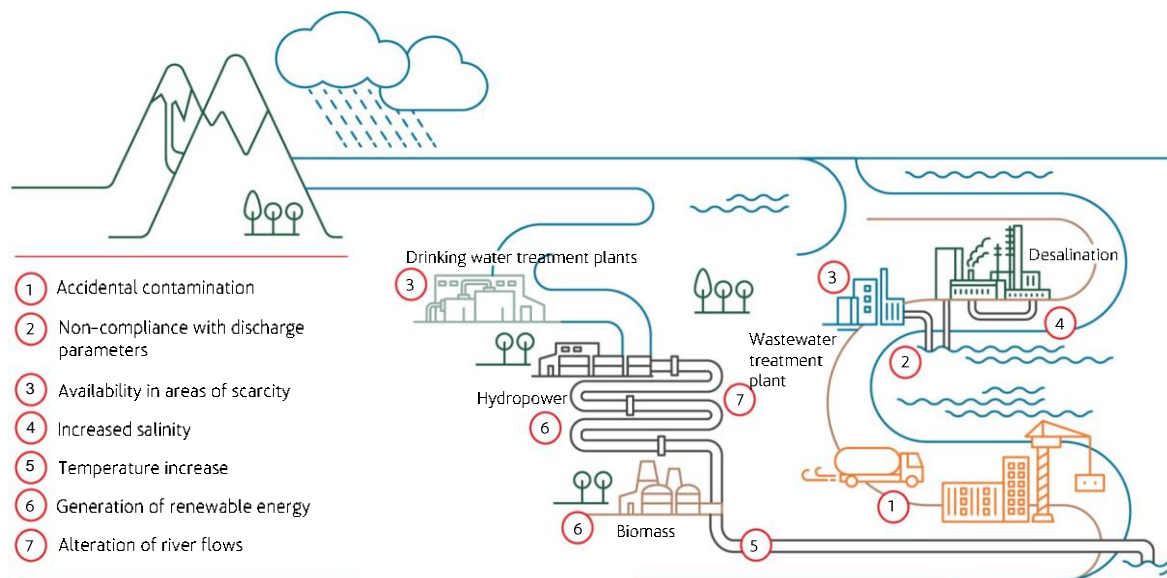 Drinking water treatment plants
3
Desalination
3
1 Accidental contamination
4
2 Non-compliance with discharge
parameters
Wastewater
treatment
plant
2
3 Availability in areas of scarcity
Hydropower
7
6
4 Increased salinity
5 Temperature increase
6 Generation of renewable energy
1
6
Biomass
7 Alteration of river flows
5